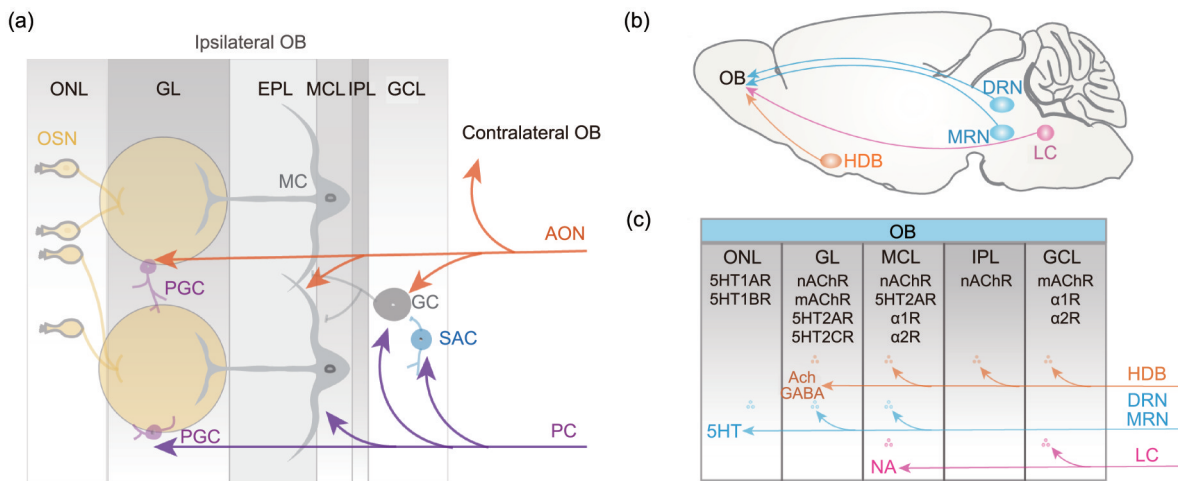 (a)
Ipsilateral OB
ONL GL EPL MCL IPL GCL
OSN
Contralateral OB
MC
AON
PGC
GC
SAC
PGC
PC
(b)
OB
DRN
MRN
LC
HDB
(c)
OB
ONL GL MCL IPL GCL
5HT1AR nAChR nAChR nAChR mAChR
5HT1BR mAChR 5HT2AR α1R
5HT2AR α1R α2R
5HT2CR α2R
Ach
GABA
HDB
DRN
MRN
5HT
NA
LC